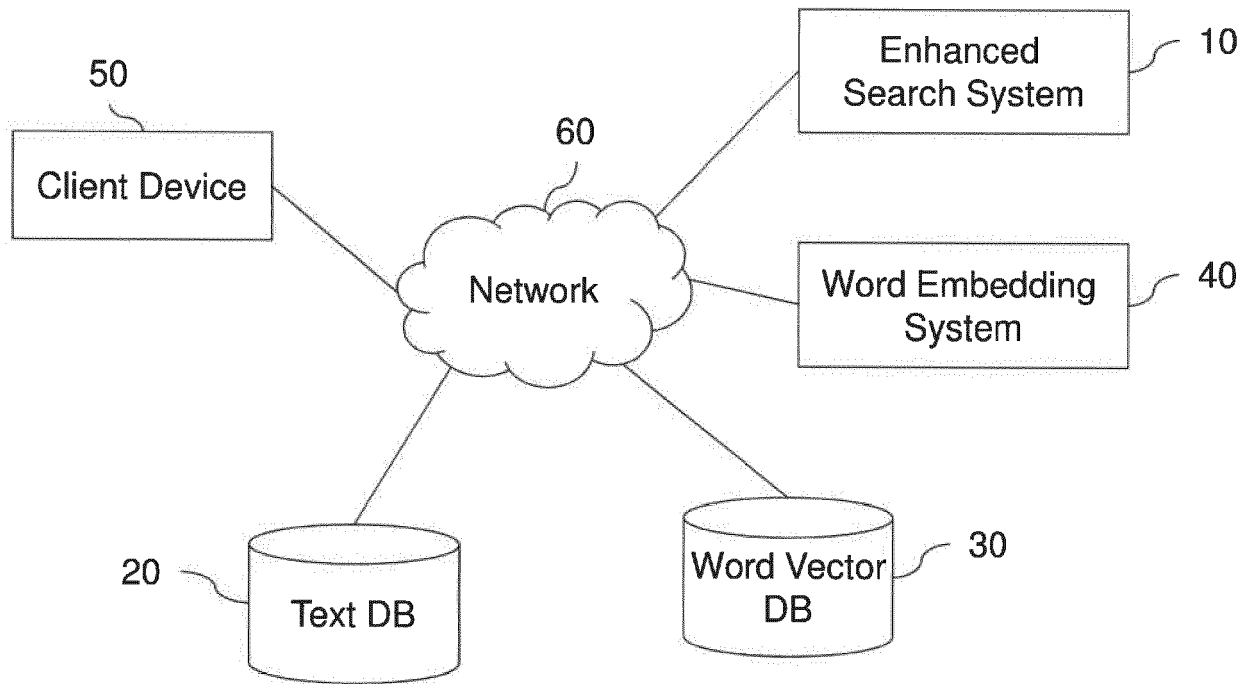 50
Client Device
60
Network
Enhanced
Search System
10
Word Embedding
System
40
20
Text DB
Word Vector
DB
30